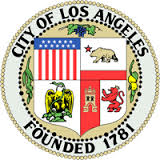 CITY OF LOS ANGELES
FOUNDED 1781